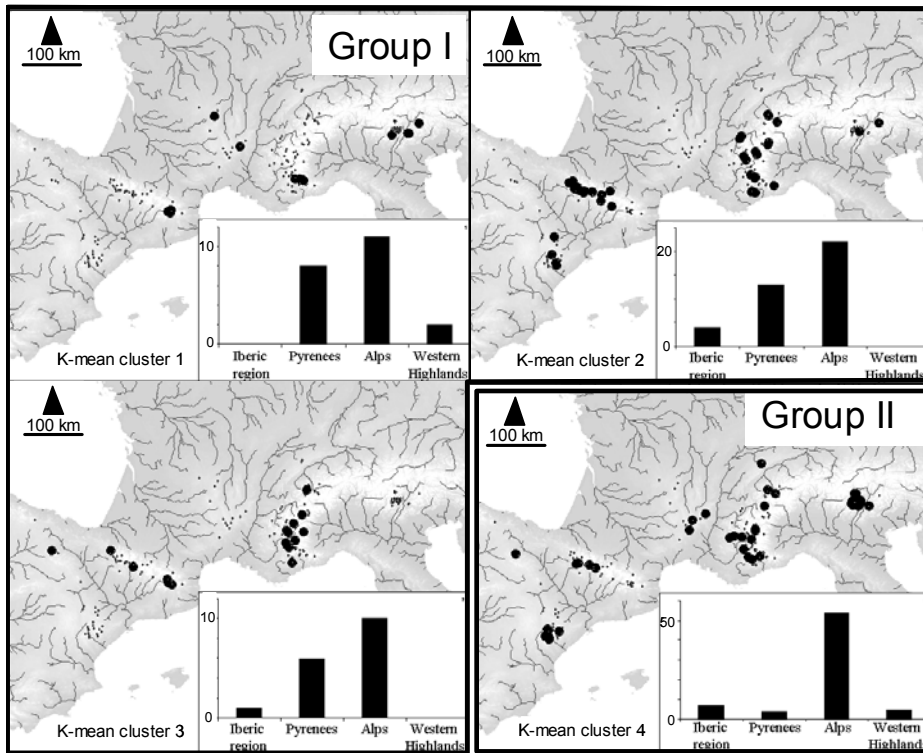 100 km
Group I
10
0
Iberic
region
Pyrenees
Alps
Western
Highlands
K-mean cluster 1
100 km
20
0
Iberic
region
Pyrenees
Alps
Western
Highlands
K-mean cluster 2
100 km
10
0
Iberic
region
Pyrenees
Alps
Western
Highlands
K-mean cluster 3
100 km
Group II
50
0
Iberic
region
Pyrenees
Alps
Western
Highlands
K-mean cluster 4